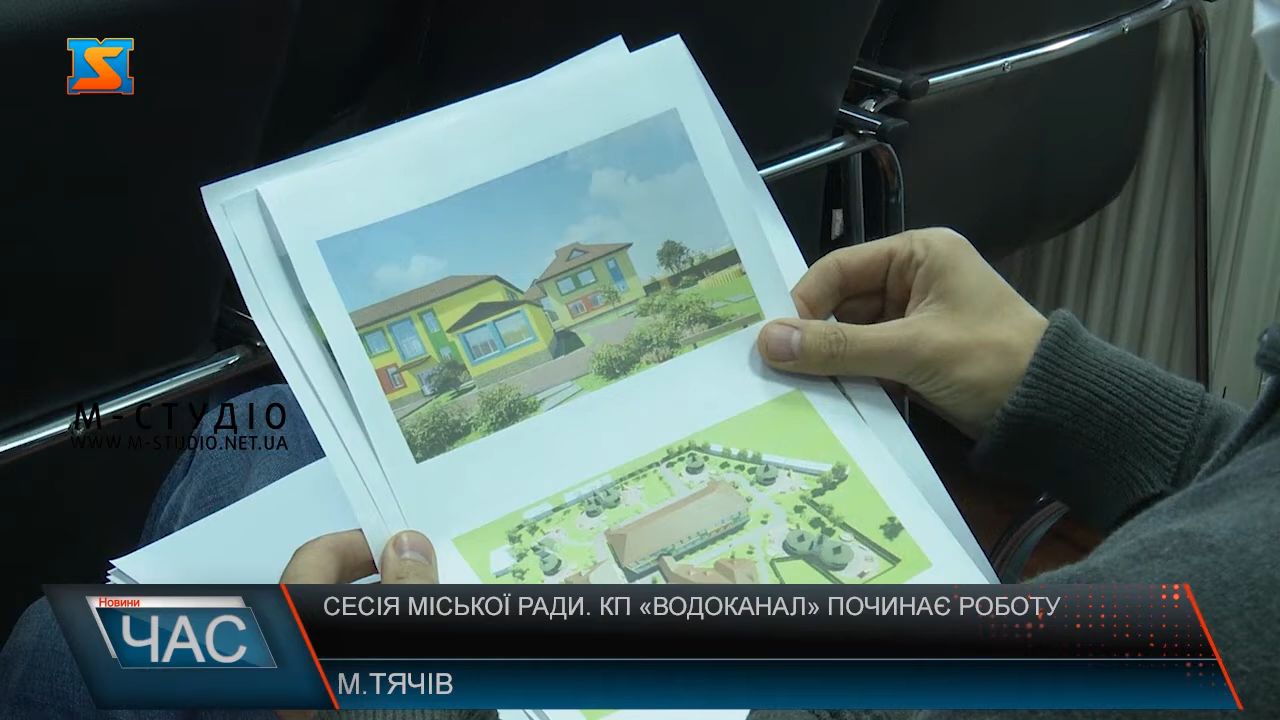 М-СТУДІО
WWW.M-STUDIO.NET.UA
Новини
ЧАС
СЕСІЯ МІСЬКОЇ РАДИ. КП «ВОДОКАНАЛ» ПОЧИНАЄ РОБОТУ
М.ТЯЧІВ